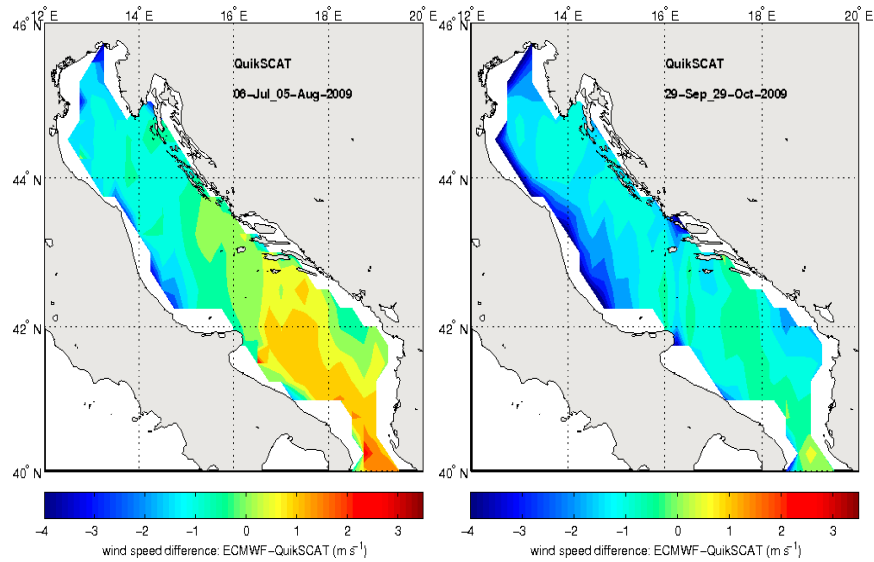 12° E 14 16 18 20° E
46° N
44° N
42° N
40° N
QuikSCAT
06-Jul_05-Aug-2009
-4 -3 -2 -1 0 1 2 3
wind speed difference: ECMWF-QuikSCAT (m s⁻¹)
12° E 14 16 18 20° E
46° N
44° N
42° N
40° N
QuikSCAT
29-Sep_29-Oct-2009
-4 -3 -2 -1 0 1 2 3
wind speed difference: ECMWF-QuikSCAT (m s⁻¹)